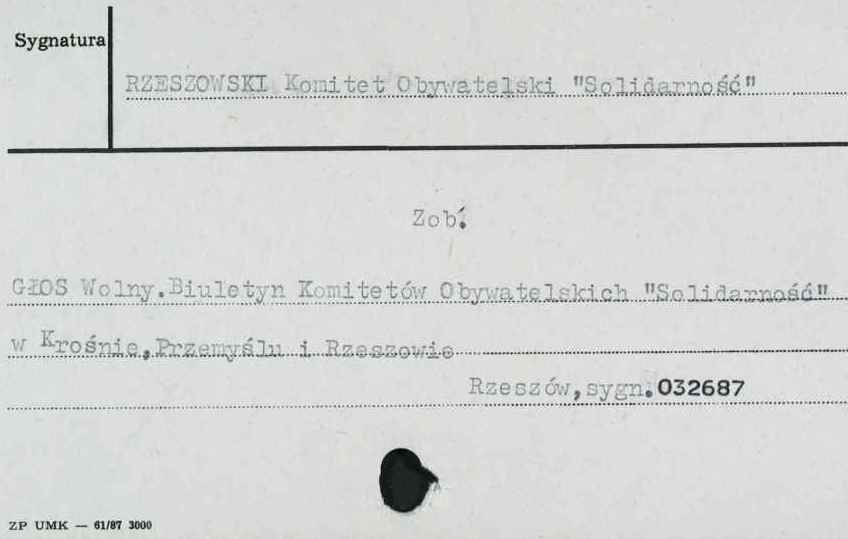 Sygnatura
RZESZOWSKI Komitet Obywatelski "Solidarność"
Zob.
GŁOS Wolny.Biuletyn Komitetów Obywatelskich "Solidarność"
w Krośnie,Przemyślu i Rzeszowie
Rzeszów,sygn.032687
ZP UMK — 61/87 3000